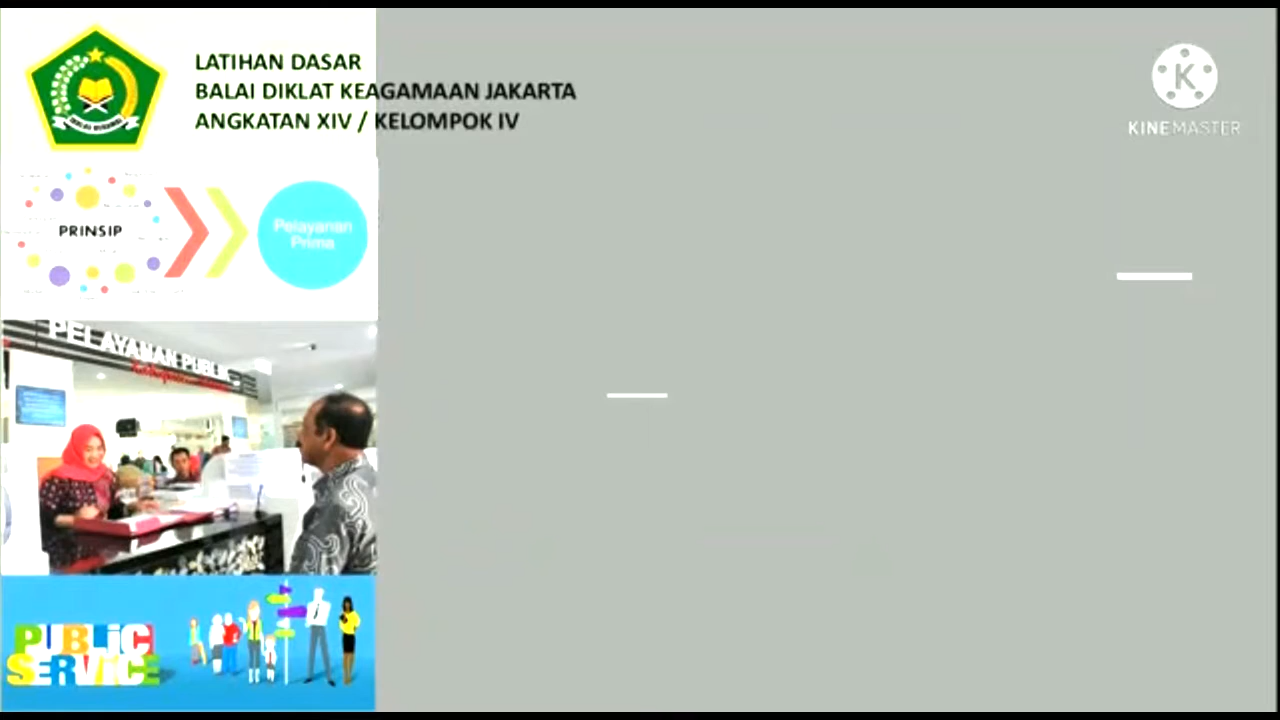 LATIHAN DASAR
BALAI DIKLAT KEAGAMAAN JAKARTA
ANGKATAN XIV / KELOMPOK IV
K
KINEMASTER
PRINSIP
Pelayanan
Prima
PELAYANAN PUBLIK
PUBLIC
SERVICE